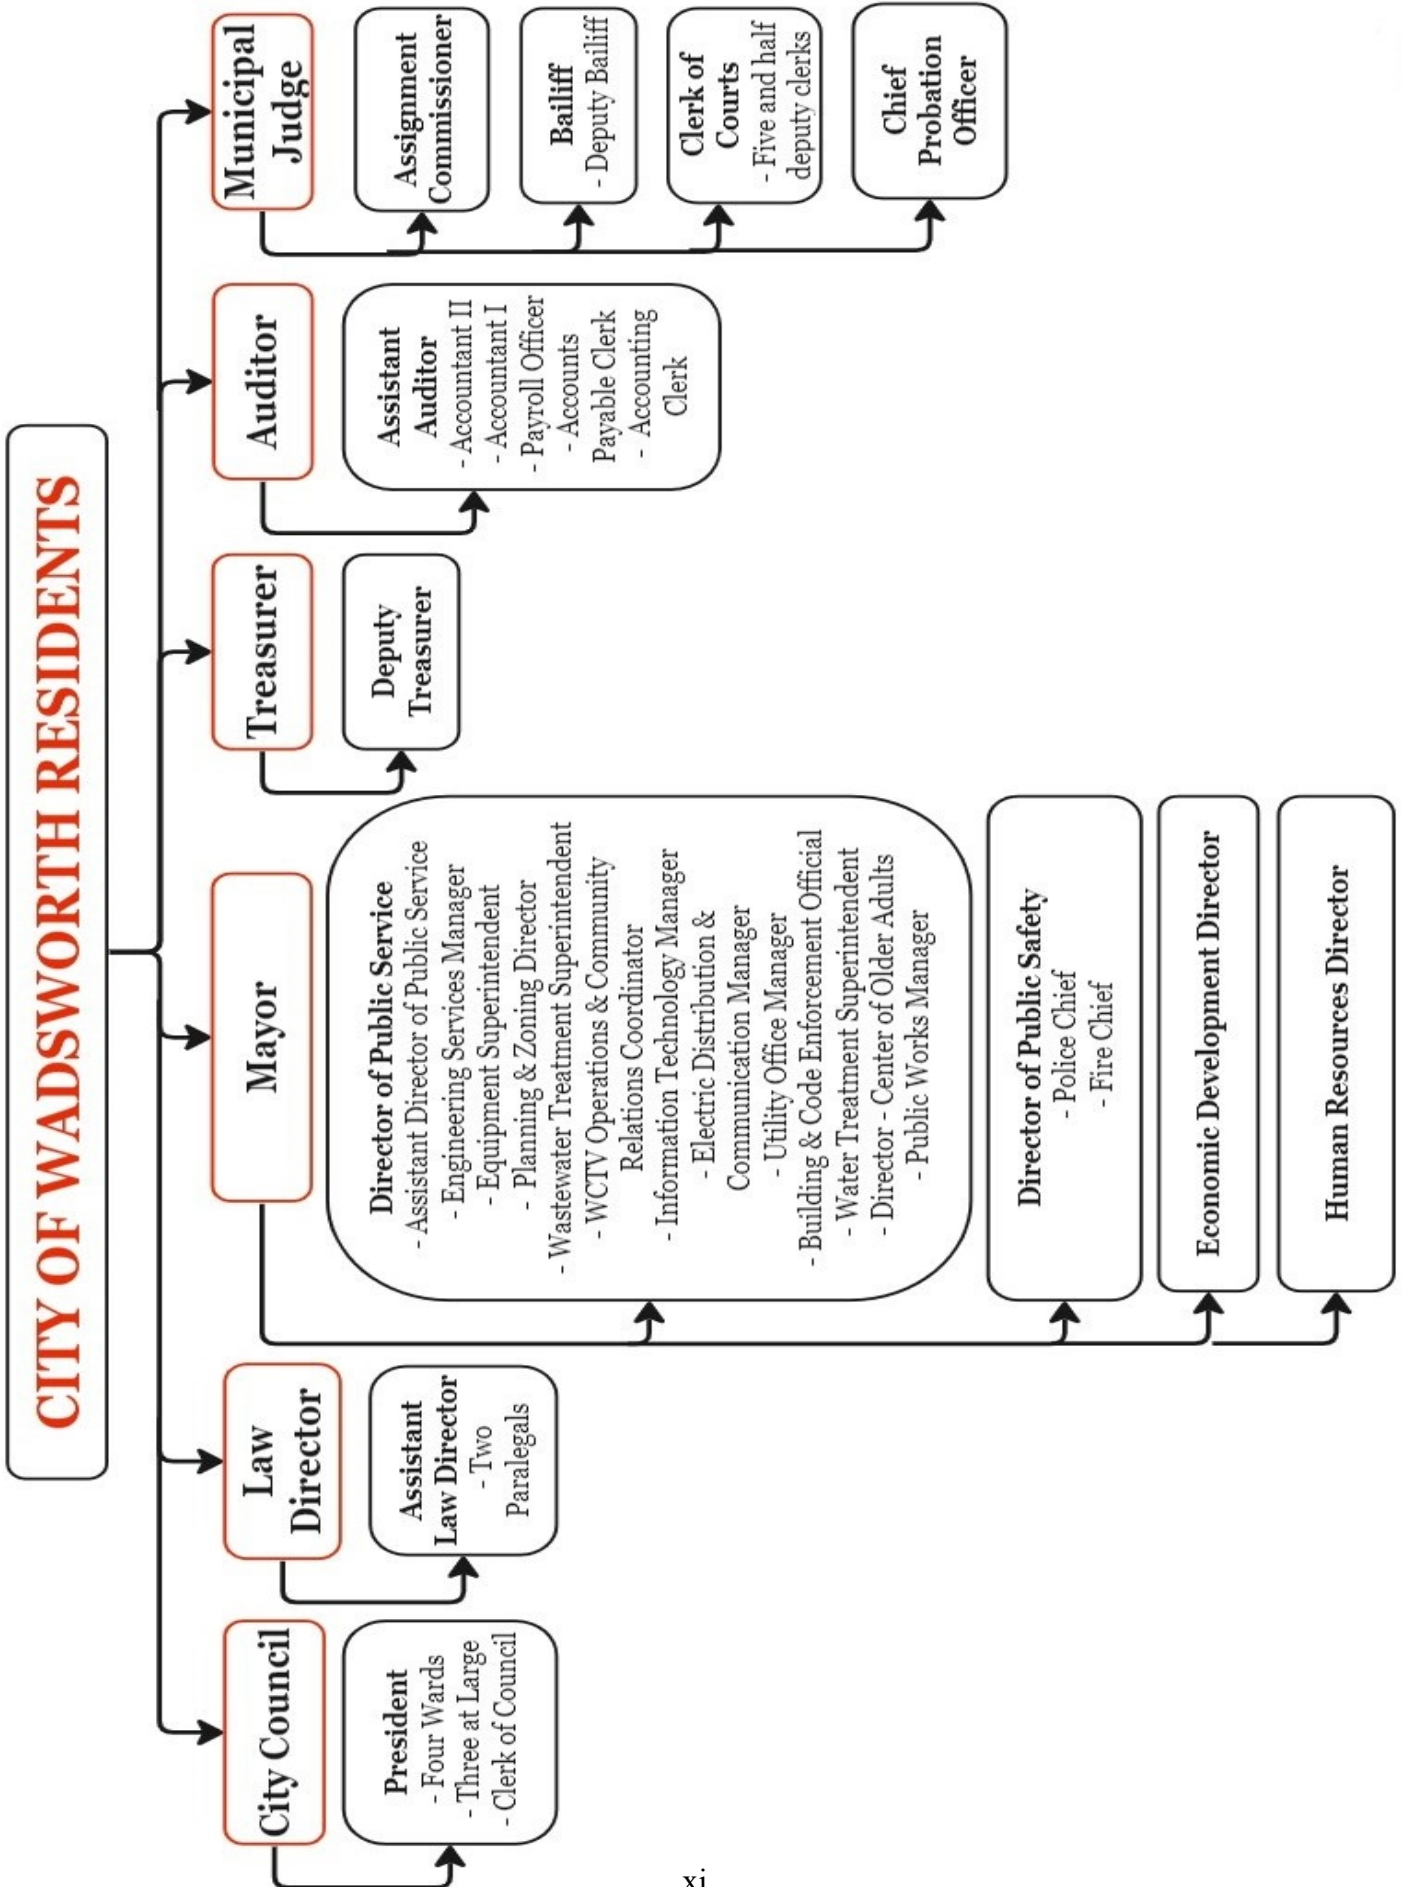 CITY OF WADSWORTH RESIDENTS
City Council
President
- Four Wards
- Three at Large
- Clerk of Council
Law
Director
Assistant
Law Director
- Two
Paralegals
Mayor
Director of Public Service
- Assistant Director of Public Service
- Engineering Services Manager
- Equipment Superintendent
- Planning & Zoning Director
- Wastewater Treatment Superintendent
- WCTV Operations & Community
Relations Coordinator
- Information Technology Manager
- Electric Distribution &
Communication Manager
- Utility Office Manager
- Building & Code Enforcement Official
- Water Treatment Superintendent
- Director - Center of Older Adults
- Public Works Manager
Director of Public Safety
- Police Chief
- Fire Chief
Economic Development Director
Human Resources Director
Treasurer
Deputy
Treasurer
Auditor
Assistant
Auditor
- Accountant II
- Accountant I
- Payroll Officer
- Accounts
Payable Clerk
- Accounting
Clerk
Municipal
Judge
Assignment
Commissioner
Bailiff
- Deputy Bailiff
Clerk of
Courts
- Five and half
deputy clerks
Chief
Probation
Officer
xi